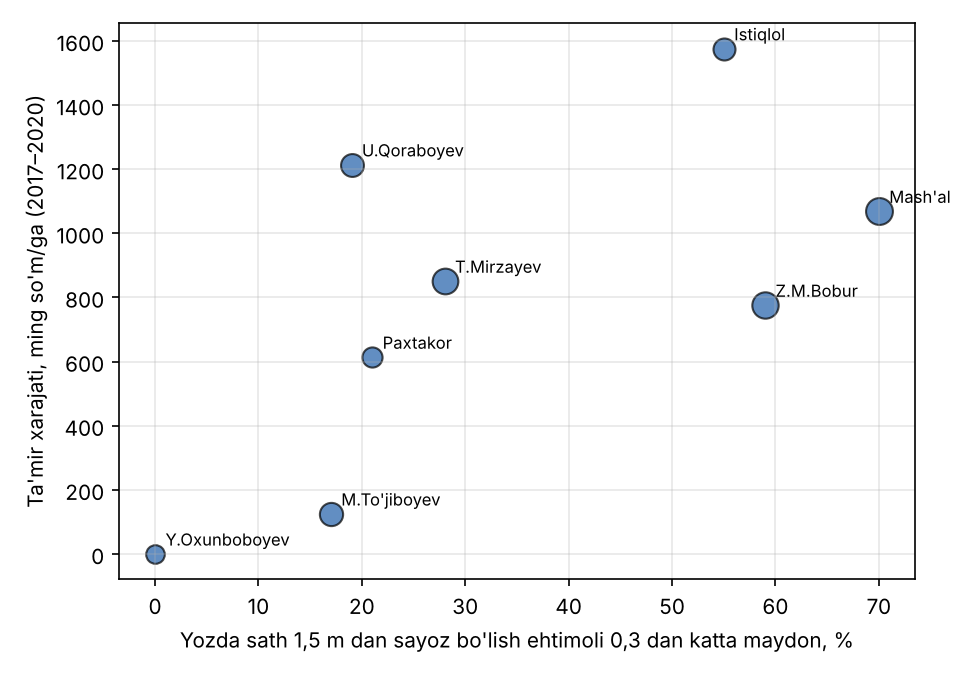 1600
1400
1200
1000
800
600
400
200
0
Ta'mir xarajati, ming so'm/ga (2017–2020)
Istiqlol
U.Qoraboyev
Mash'al
T.Mirzayev
Z.M.Bobur
Paxtakor
M.To'jiboyev
Y.Oxunboboyev
0 10 20 30 40 50 60 70
Yozda sath 1,5 m dan sayoz bo'lish ehtimoli 0,3 dan katta maydon, %